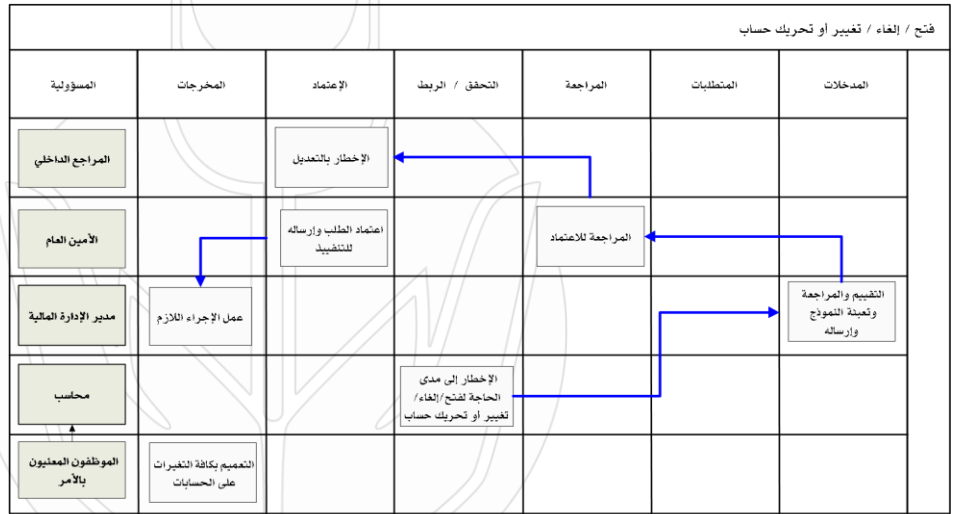 فتح / إلغاء / تغيير أو تحريك حساب
المدخلات
المتطلبات
المراجعة
التحقق / الربط
الإعتماد
المخرجات
المسؤولية
الإخطار بالتعديل
المراجع الداخلي
المراجعة للاعتماد
اعتماد الطلب وإرساله
للتنفييذ
الأمين العام
التقييم والمراجعة
وتعبئة النموذج
وإرساله
عمل الإجراء اللازم
مدير الإدارة المالية
الإخطار إلى مدى
الحاجة لفتح/إلغاء/
تغيير أو تحريك حساب
محاسب
التعميم بكافة التغيرات
على الحسابات
الموظفون المعنيون
بالأمر